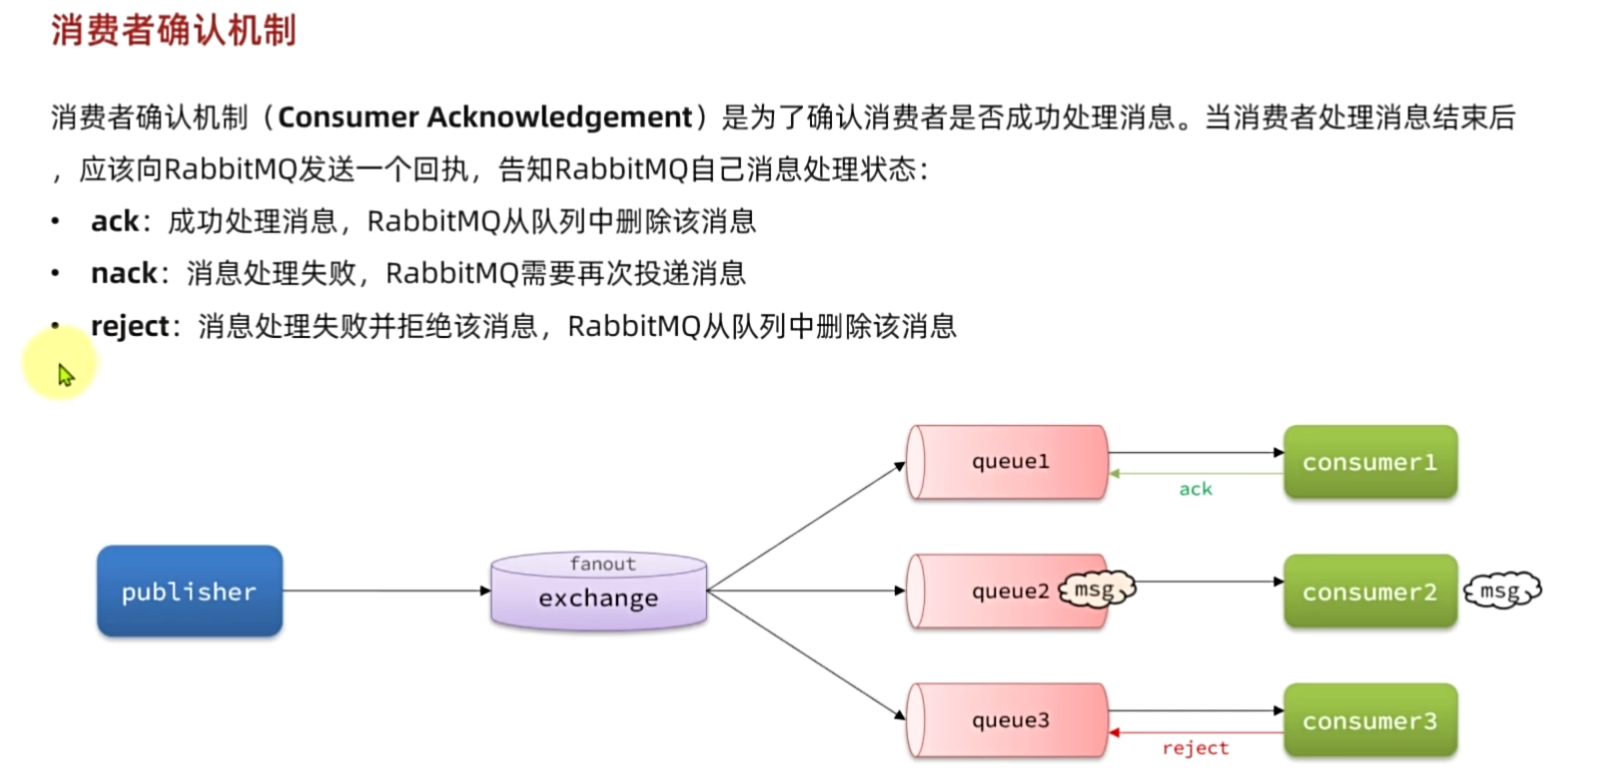 消费者确认机制
消费者确认机制（Consumer Acknowledgement）是为了确认消费者是否成功处理消息。当消费者处理消息结束后
，应该向RabbitMQ发送一个回执，告知RabbitMQ自己消息处理状态：
• ack：成功处理消息，RabbitMQ从队列中删除该消息
• nack：消息处理失败，RabbitMQ需要再次投递消息
• reject：消息处理失败并拒绝该消息，RabbitMQ从队列中删除该消息
queue1
consumer1
ack
fanout
publisher
exchange
queue2
msg
consumer2
msg
queue3
consumer3
reject